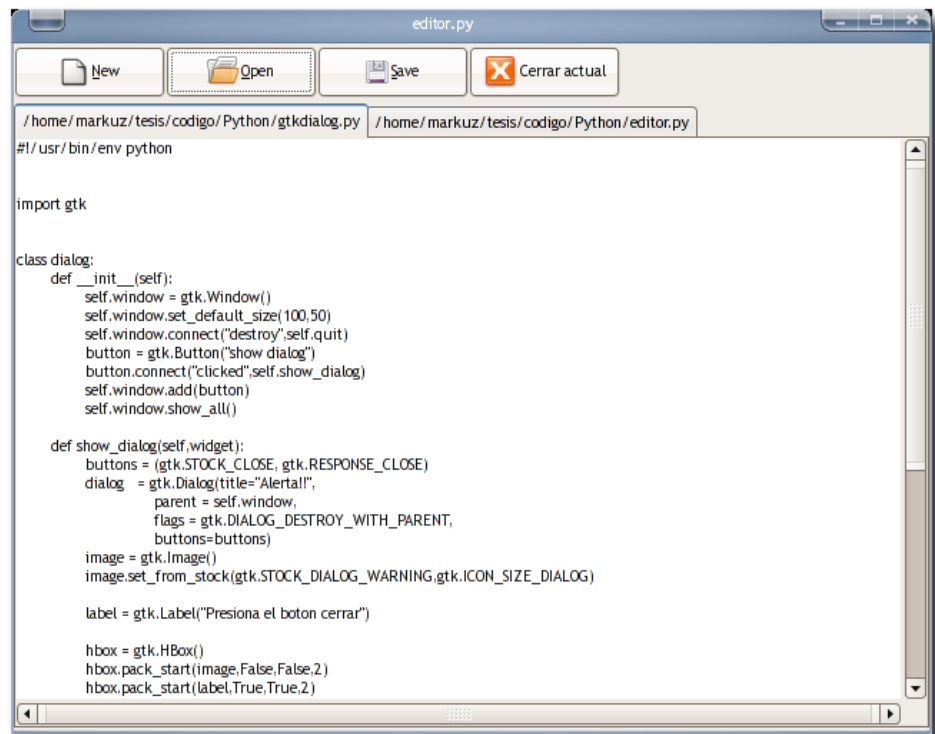 editor.py
New Open Save Cerrar actual
/home/markuz/tesis/codigo/Python/gtkdialog.py /home/markuz/tesis/codigo/Python/editor.py
#!/usr/bin/env python
import gtk
class dialog:
def __init__(self):
self.window = gtk.Window()
self.window.set_default_size(100,50)
self.window.connect("destroy",self.quit)
button = gtk.Button("show dialog")
button.connect("clicked",self.show_dialog)
self.window.add(button)
self.window.show_all()
def show_dialog(self,widget):
buttons = (gtk.STOCK_CLOSE, gtk.RESPONSE_CLOSE)
dialog = gtk.Dialog(title="Alerta!!",
parent = self.window,
flags = gtk.DIALOG_DESTROY_WITH_PARENT,
buttons=buttons)
image = gtk.Image()
image.set_from_stock(gtk.STOCK_DIALOG_WARNING,gtk.ICON_SIZE_DIALOG)
label = gtk.Label("Presiona el boton cerrar")
hbox = gtk.HBox()
hbox.pack_start(image,False,False,2)
hbox.pack_start(label,True,True,2)